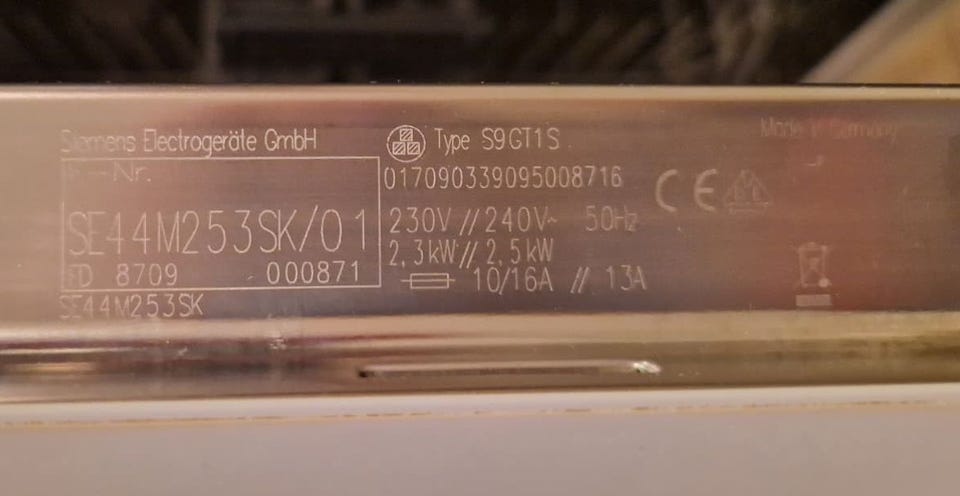 Siemens Electrogeräte GmbH
Type S9GT1S
Made in Germany
-Nr.
017090339095008716
CE
SE44M253SK/01
230V // 240V~ 50Hz
2,3kW // 2,5kW
FD 8709 000871
10/16A // 13A
SE44M253SK